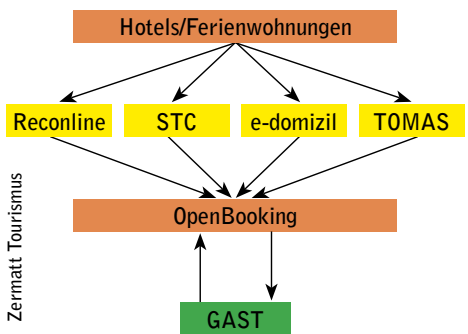 Hotels/Ferienwohnungen
Reconline
STC
e-domizil
TOMAS
Zermatt Tourismus
OpenBooking
GAST